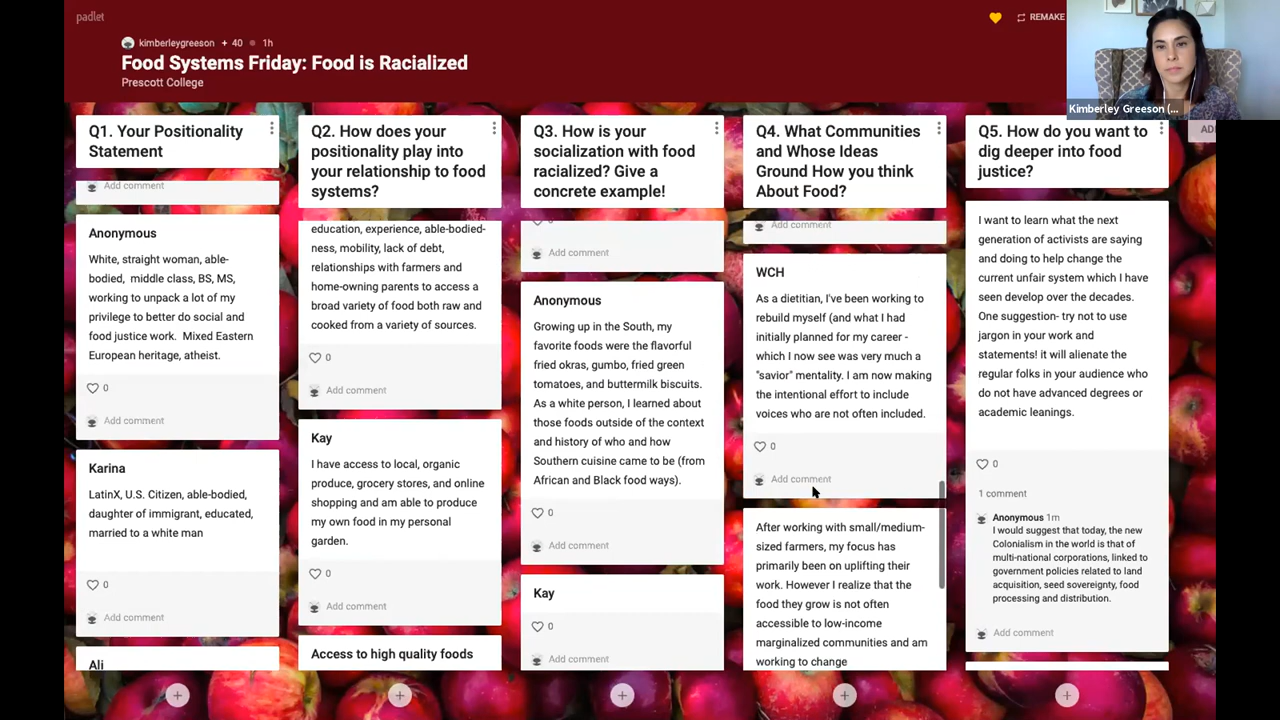 padlet
REMAKE
kimberleygreeson + 40 1h
Food Systems Friday: Food is Racialized
Prescott College
Kimberley Greeson (...
Q1. Your Positionality
Statement
Add comment
Anonymous
White, straight woman, able-
bodied, middle class, BS, MS,
working to unpack a lot of my
privilege to better do social and
food justice work. Mixed Eastern
European heritage, atheist.
0
Add comment
Karina
LatinX, U.S. Citizen, able-bodied,
daughter of immigrant, educated,
married to a white man
0
Add comment
Ali
Q2. How does your
positionality play into
your relationship to food
systems?
education, experience, able-bodied-
ness, mobility, lack of debt,
relationships with farmers and
home-owning parents to access a
broad variety of food both raw and
cooked from a variety of sources.
0
Add comment
Kay
I have access to local, organic
produce, grocery stores, and online
shopping and am able to produce
my own food in my personal
garden.
0
Add comment
Access to high quality foods
Q3. How is your
socialization with food
racialized? Give a
concrete example!
Add comment
Anonymous
Growing up in the South, my
favorite foods were the flavorful
fried okras, gumbo, fried green
tomatoes, and buttermilk biscuits.
As a white person, I learned about
those foods outside of the context
and history of who and how
Southern cuisine came to be (from
African and Black food ways).
0
Add comment
Kay
0
Add comment
Q4. What Communities
and Whose Ideas
Ground How you think
About Food?
Add comment
WCH
As a dietitian, I've been working to
rebuild myself (and what I had
initially planned for my career -
which I now see was very much a
"savior" mentality. I am now making
the intentional effort to include
voices who are not often included.
0
Add comment
After working with small/medium-
sized farmers, my focus has
primarily been on uplifting their
work. However I realize that the
food they grow is not often
accessible to low-income
marginalized communities and am
working to change
Q5. How do you want to
dig deeper into food
justice?
I want to learn what the next
generation of activists are saying
and doing to help change the
current unfair system which I have
seen develop over the decades.
One suggestion- try not to use
jargon in your work and
statements! it will alienate the
regular folks in your audience who
do not have advanced degrees or
academic leanings.
0
1 comment
Anonymous 1m
I would suggest that today, the new
Colonialism in the world is that of
multi-national corporations, linked to
government policies related to land
acquisition, seed sovereignty, food
processing and distribution.
Add comment